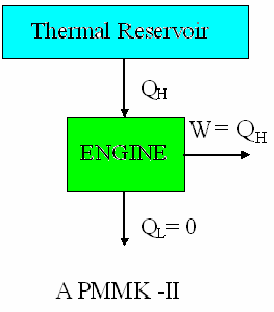 Thermal Reservoir
QH
W = QH
ENGINE
QL= 0
A PMMK -II